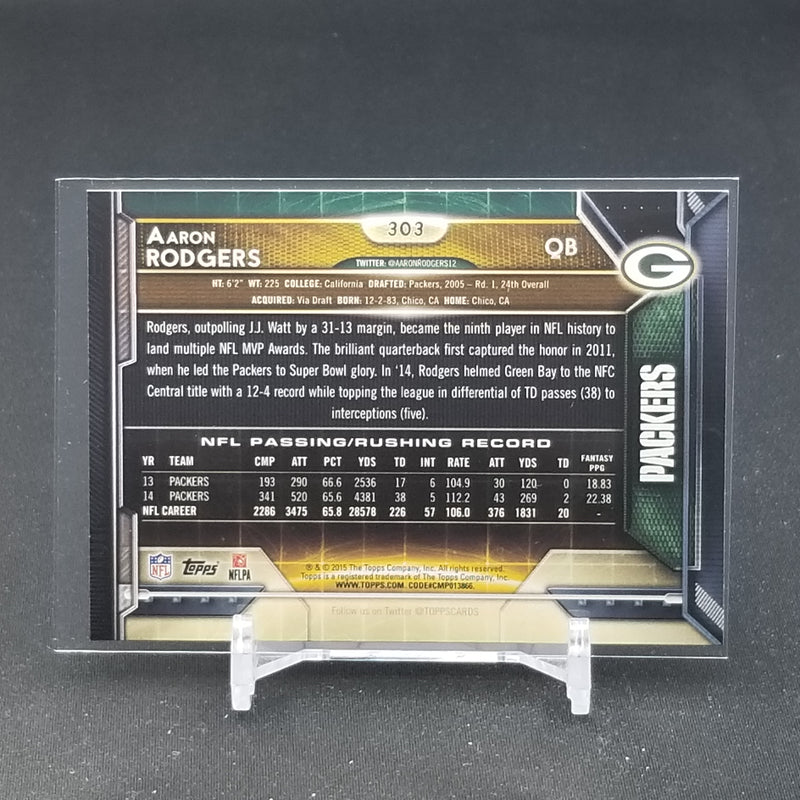 303
AARON
RODGERS
QB
G
TWITTER: @AARONRODGERS12
HT: 6'2" WT: 225 COLLEGE: California DRAFTED: Packers, 2005 – Rd. 1, 24th Overall
ACQUIRED: Via Draft BORN: 12-2-83, Chico, CA HOME: Chico, CA
Rodgers, outpolling J.J. Watt by a 31-13 margin, became the ninth player in NFL history to
land multiple NFL MVP Awards. The brilliant quarterback first captured the honor in 2011,
when he led the Packers to Super Bowl glory. In '14, Rodgers helmed Green Bay to the NFC
Central title with a 12-4 record while topping the league in differential of TD passes (38) to
interceptions (five).
PACKERS
NFL PASSING/RUSHING RECORD
YR TEAM CMP ATT PCT YDS TD INT RATE ATT YDS TD FANTASY PPG
13 PACKERS 193 290 66.6 2536 17 6 104.9 30 120 0 18.83
14 PACKERS 341 520 65.6 4381 38 5 112.2 43 269 2 22.38
NFL CAREER 2286 3475 65.8 28578 226 57 106.0 376 1831 20 -
NFL Topps NFLPA
® & © 2015 The Topps Company, Inc. All rights reserved.
Topps is a registered trademark of The Topps Company, Inc.
WWW.TOPPS.COM. CODE#CMP013866.
Follow us on Twitter @TOPPSCARDS